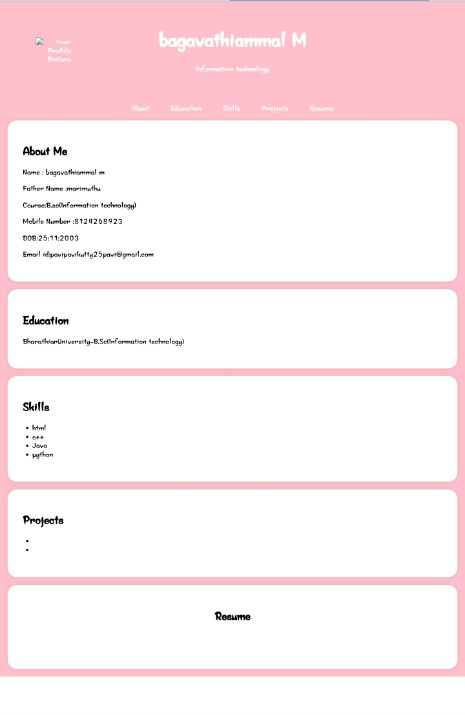 Your
Profile
Picture
bagavathiammal M
Information technology
About Education Skills Projects Resume
About Me
Name : bagavathiammal m
Father Name :marimuthu
Course:B.sc(Information technology)
Mobile Number :8124268923
DOB:25;11;2003
Email id:pavipavikutty25pavi@gmail.com
Education
BharathiarUniversity-B.Sc(Information technology)
Skills
html
c++
Java
python
Projects
Resume